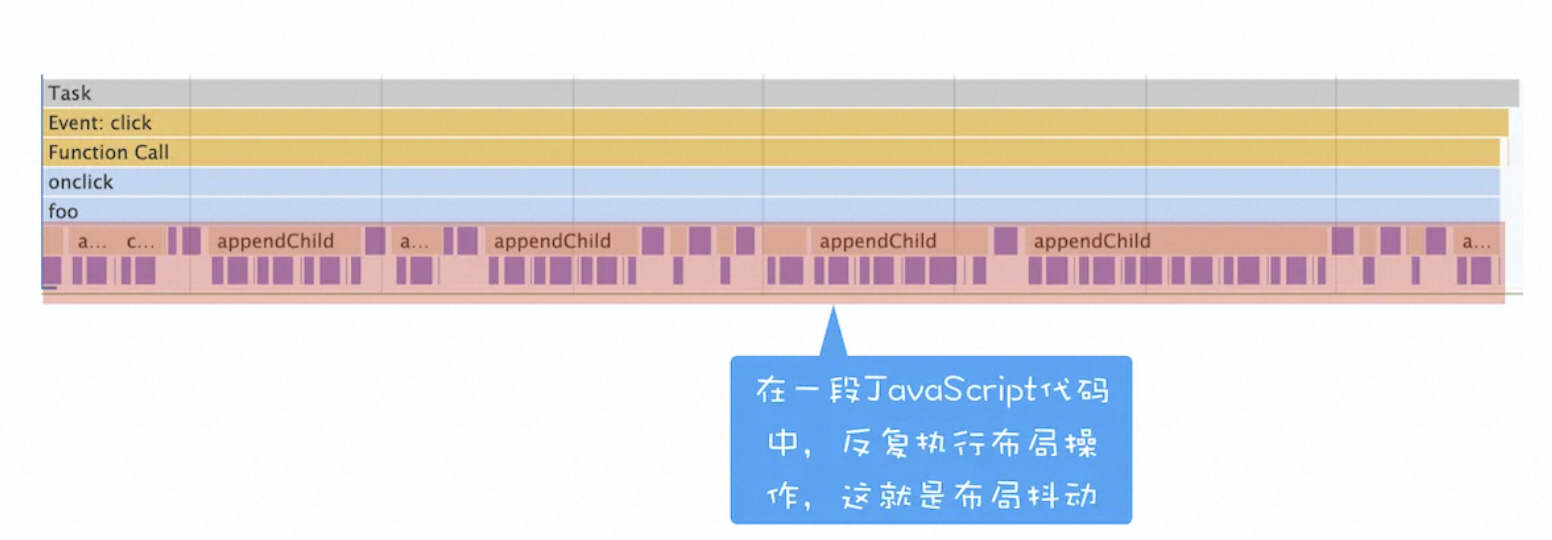 Task
Event: click
Function Call
onclick
foo
a... c... appendChild a... appendChild appendChild appendChild a...
在一段JavaScript代码
中，反复执行布局操
作，这就是布局抖动